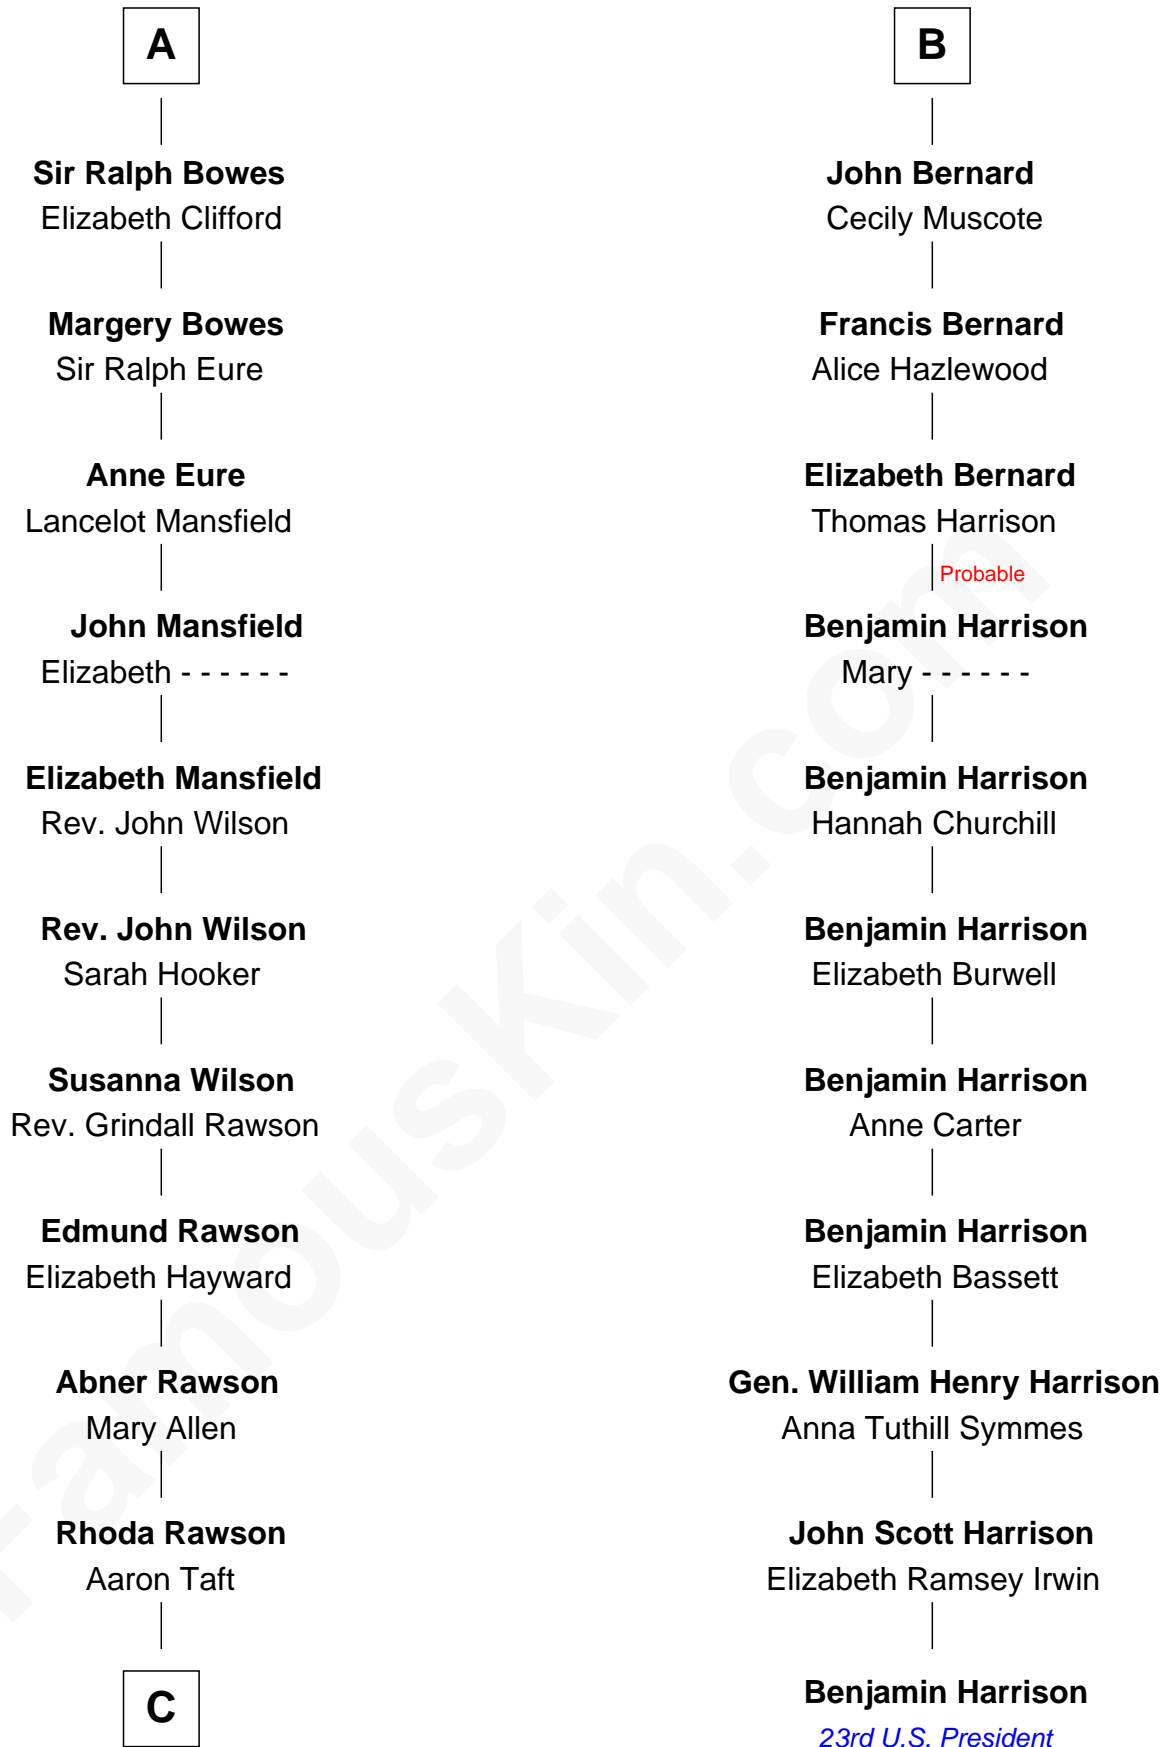 A
Sir Ralph Bowes
Elizabeth Clifford
Margery Bowes
Sir Ralph Eure
Anne Eure
Lancelot Mansfield
John Mansfield
Elizabeth - - - - - -
Elizabeth Mansfield
Rev. John Wilson
Rev. John Wilson
Sarah Hooker
Susanna Wilson
Rev. Grindall Rawson
Edmund Rawson
Elizabeth Hayward
Abner Rawson
Mary Allen
Rhoda Rawson
Aaron Taft
C
B
John Bernard
Cecily Muscote
Francis Bernard
Alice Hazlewood
Elizabeth Bernard
Thomas Harrison
Probable
Benjamin Harrison
Mary - - - - - -
Benjamin Harrison
Hannah Churchill
Benjamin Harrison
Elizabeth Burwell
Benjamin Harrison
Anne Carter
Benjamin Harrison
Elizabeth Bassett
Gen. William Henry Harrison
Anna Tuthill Symmes
John Scott Harrison
Elizabeth Ramsey Irwin
Benjamin Harrison
23rd U.S. President
FamousKin.com